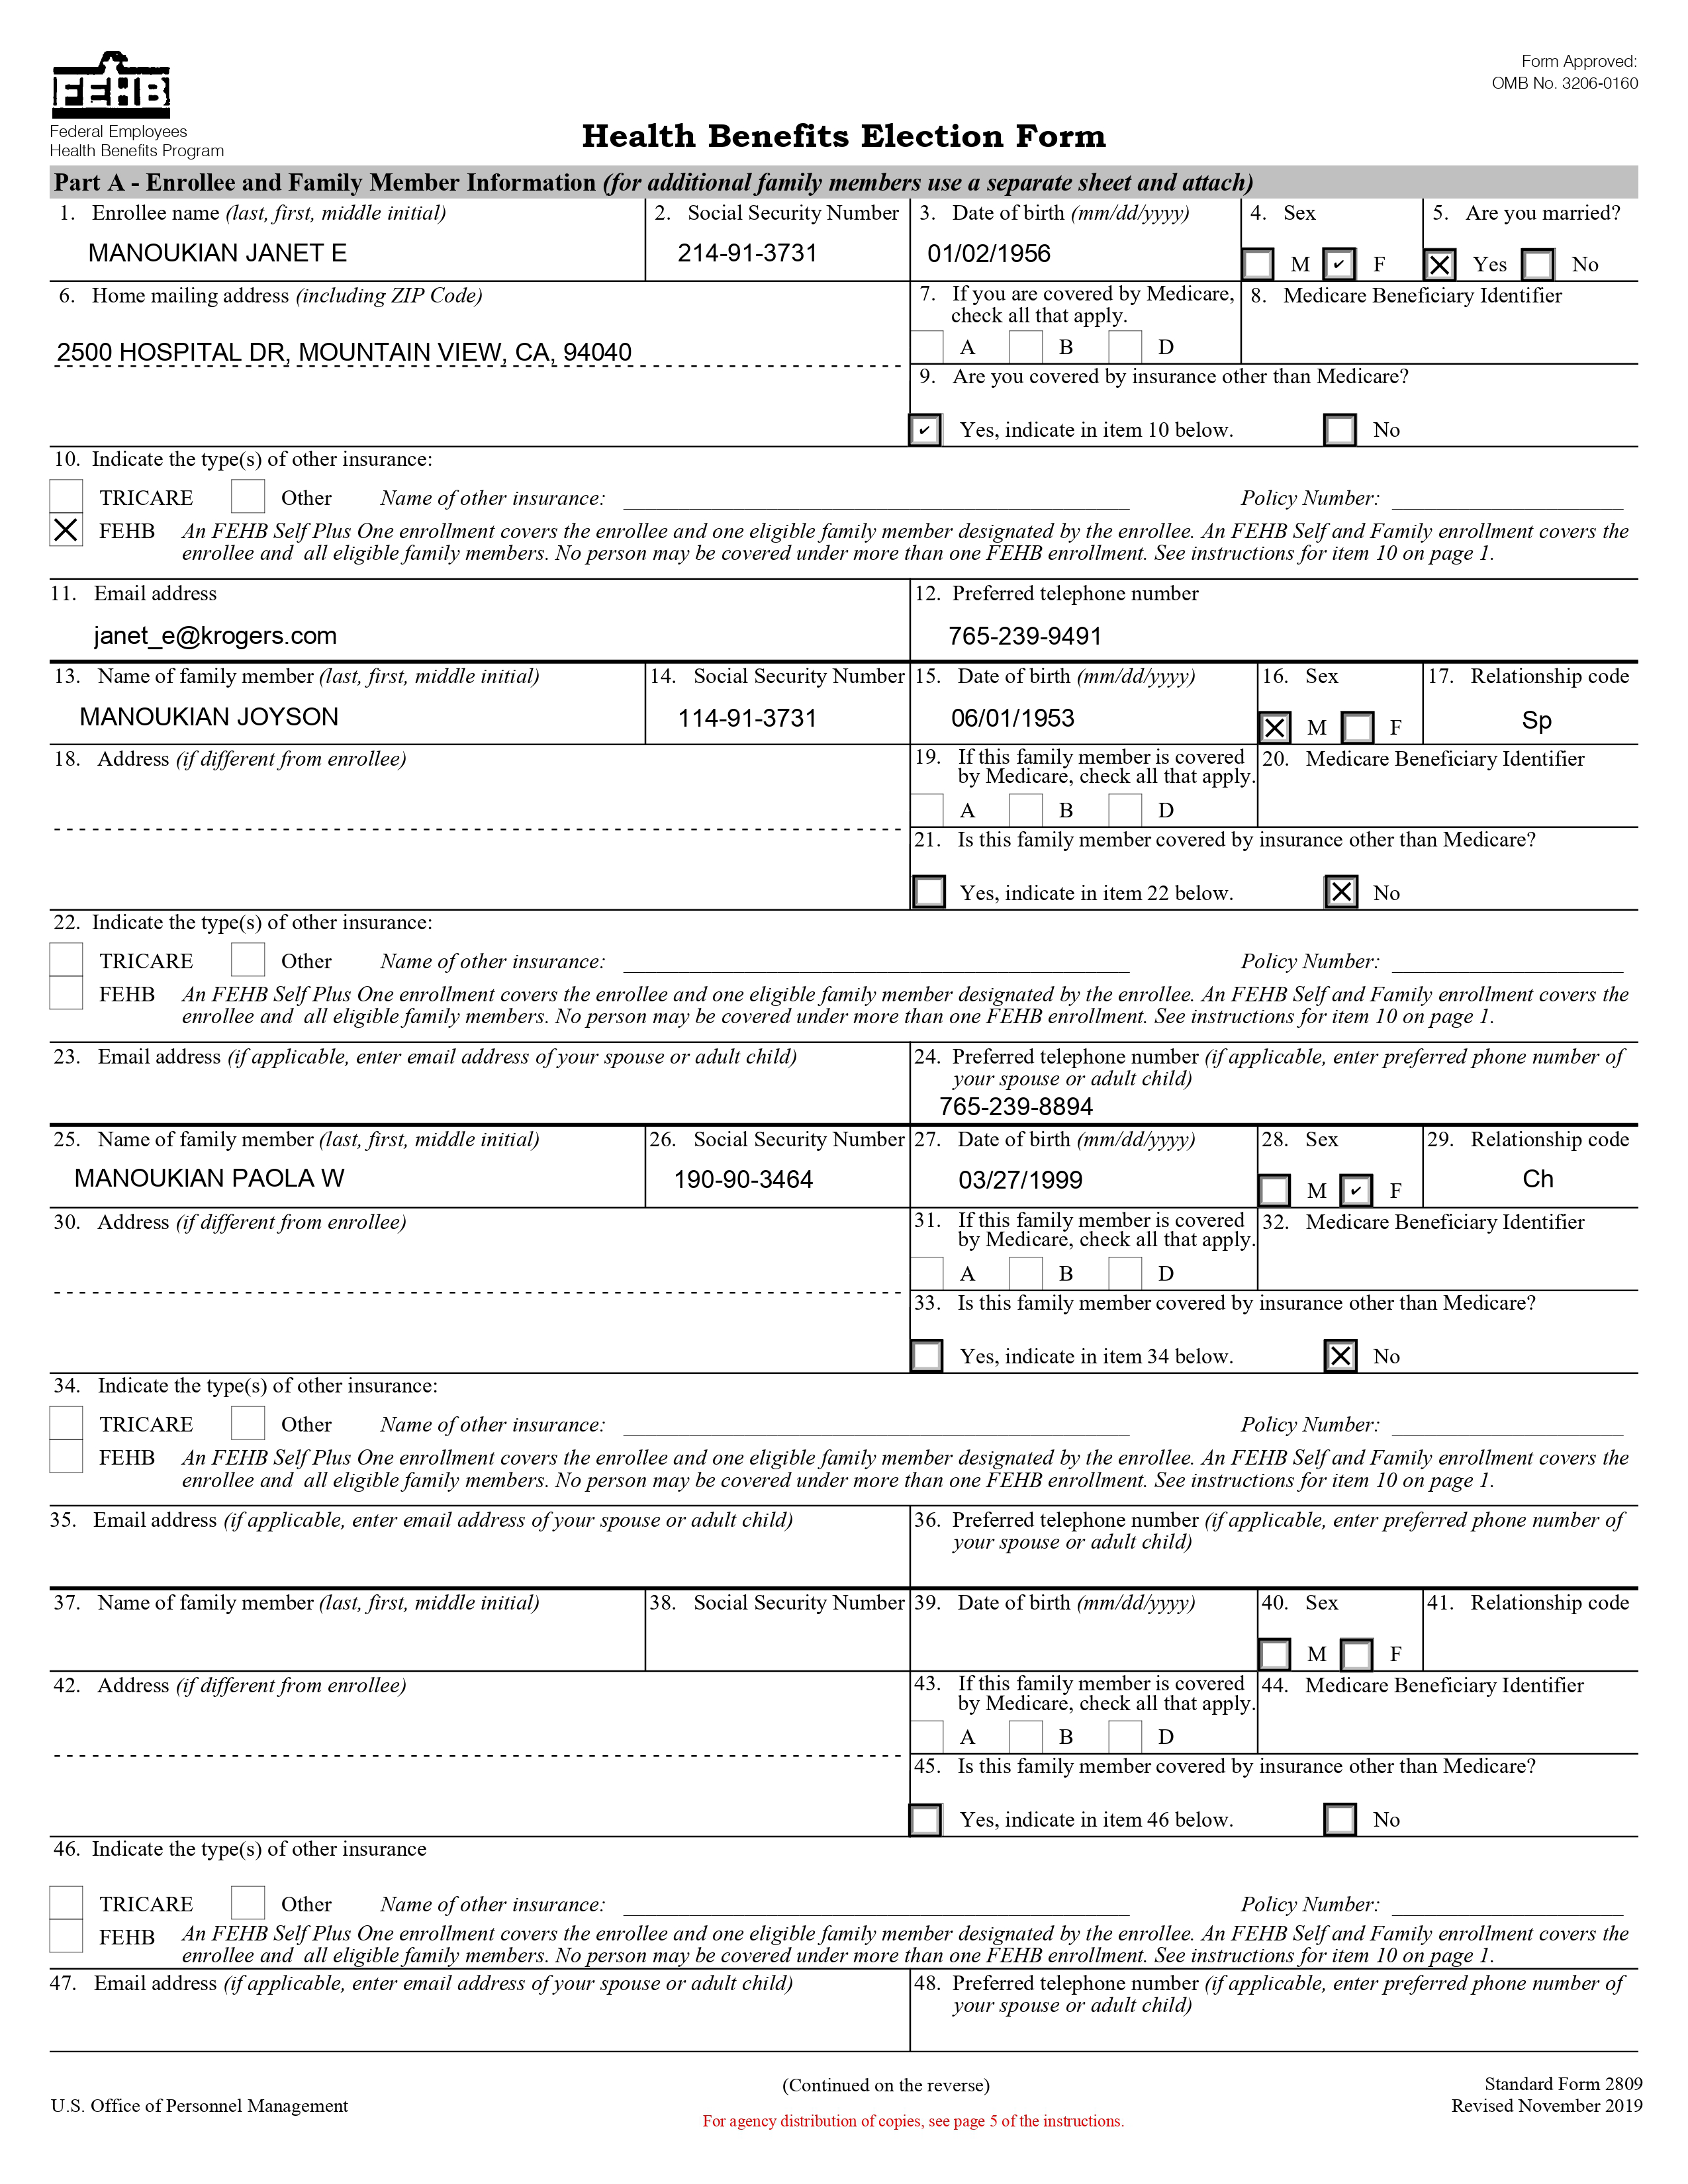 FEHB
Federal Employees
Health Benefits Program
Form Approved:
OMB No. 3206-0160
Health Benefits Election Form
Part A - Enrollee and Family Member Information (for additional family members use a separate sheet and attach)
1. Enrollee name (last, first, middle initial)
MANOUKIAN JANET E
2. Social Security Number
214-91-3731
3. Date of birth (mm/dd/yyyy)
01/02/1956
4. Sex
M ✓ F
5. Are you married?
X Yes No
6. Home mailing address (including ZIP Code)
2500 HOSPITAL DR, MOUNTAIN VIEW, CA, 94040
7. If you are covered by Medicare,
check all that apply.
A B D
8. Medicare Beneficiary Identifier
9. Are you covered by insurance other than Medicare?
✓ Yes, indicate in item 10 below. No
10. Indicate the type(s) of other insurance:
TRICARE Other Name of other insurance: Policy Number:
X FEHB An FEHB Self Plus One enrollment covers the enrollee and one eligible family member designated by the enrollee. An FEHB Self and Family enrollment covers the
enrollee and all eligible family members. No person may be covered under more than one FEHB enrollment. See instructions for item 10 on page 1.
11. Email address
janet_e@krogers.com
12. Preferred telephone number
765-239-9491
13. Name of family member (last, first, middle initial)
MANOUKIAN JOYSON
14. Social Security Number
114-91-3731
15. Date of birth (mm/dd/yyyy)
06/01/1953
16. Sex
X M F
17. Relationship code
Sp
18. Address (if different from enrollee)
19. If this family member is covered
by Medicare, check all that apply.
A B D
20. Medicare Beneficiary Identifier
21. Is this family member covered by insurance other than Medicare?
Yes, indicate in item 22 below. X No
22. Indicate the type(s) of other insurance:
TRICARE Other Name of other insurance: Policy Number:
FEHB An FEHB Self Plus One enrollment covers the enrollee and one eligible family member designated by the enrollee. An FEHB Self and Family enrollment covers the
enrollee and all eligible family members. No person may be covered under more than one FEHB enrollment. See instructions for item 10 on page 1.
23. Email address (if applicable, enter email address of your spouse or adult child)
24. Preferred telephone number (if applicable, enter preferred phone number of
your spouse or adult child)
765-239-8894
25. Name of family member (last, first, middle initial)
MANOUKIAN PAOLA W
26. Social Security Number
190-90-3464
27. Date of birth (mm/dd/yyyy)
03/27/1999
28. Sex
M ✓ F
29. Relationship code
Ch
30. Address (if different from enrollee)
31. If this family member is covered
by Medicare, check all that apply.
A B D
32. Medicare Beneficiary Identifier
33. Is this family member covered by insurance other than Medicare?
Yes, indicate in item 34 below. X No
34. Indicate the type(s) of other insurance:
TRICARE Other Name of other insurance: Policy Number:
FEHB An FEHB Self Plus One enrollment covers the enrollee and one eligible family member designated by the enrollee. An FEHB Self and Family enrollment covers the
enrollee and all eligible family members. No person may be covered under more than one FEHB enrollment. See instructions for item 10 on page 1.
35. Email address (if applicable, enter email address of your spouse or adult child)
36. Preferred telephone number (if applicable, enter preferred phone number of
your spouse or adult child)
37. Name of family member (last, first, middle initial)
38. Social Security Number
39. Date of birth (mm/dd/yyyy)
40. Sex
M F
41. Relationship code
42. Address (if different from enrollee)
43. If this family member is covered
by Medicare, check all that apply.
A B D
44. Medicare Beneficiary Identifier
45. Is this family member covered by insurance other than Medicare?
Yes, indicate in item 46 below. No
46. Indicate the type(s) of other insurance
TRICARE Other Name of other insurance: Policy Number:
FEHB An FEHB Self Plus One enrollment covers the enrollee and one eligible family member designated by the enrollee. An FEHB Self and Family enrollment covers the
enrollee and all eligible family members. No person may be covered under more than one FEHB enrollment. See instructions for item 10 on page 1.
47. Email address (if applicable, enter email address of your spouse or adult child)
48. Preferred telephone number (if applicable, enter preferred phone number of
your spouse or adult child)
U.S. Office of Personnel Management
(Continued on the reverse)
For agency distribution of copies, see page 5 of the instructions.
Standard Form 2809
Revised November 2019